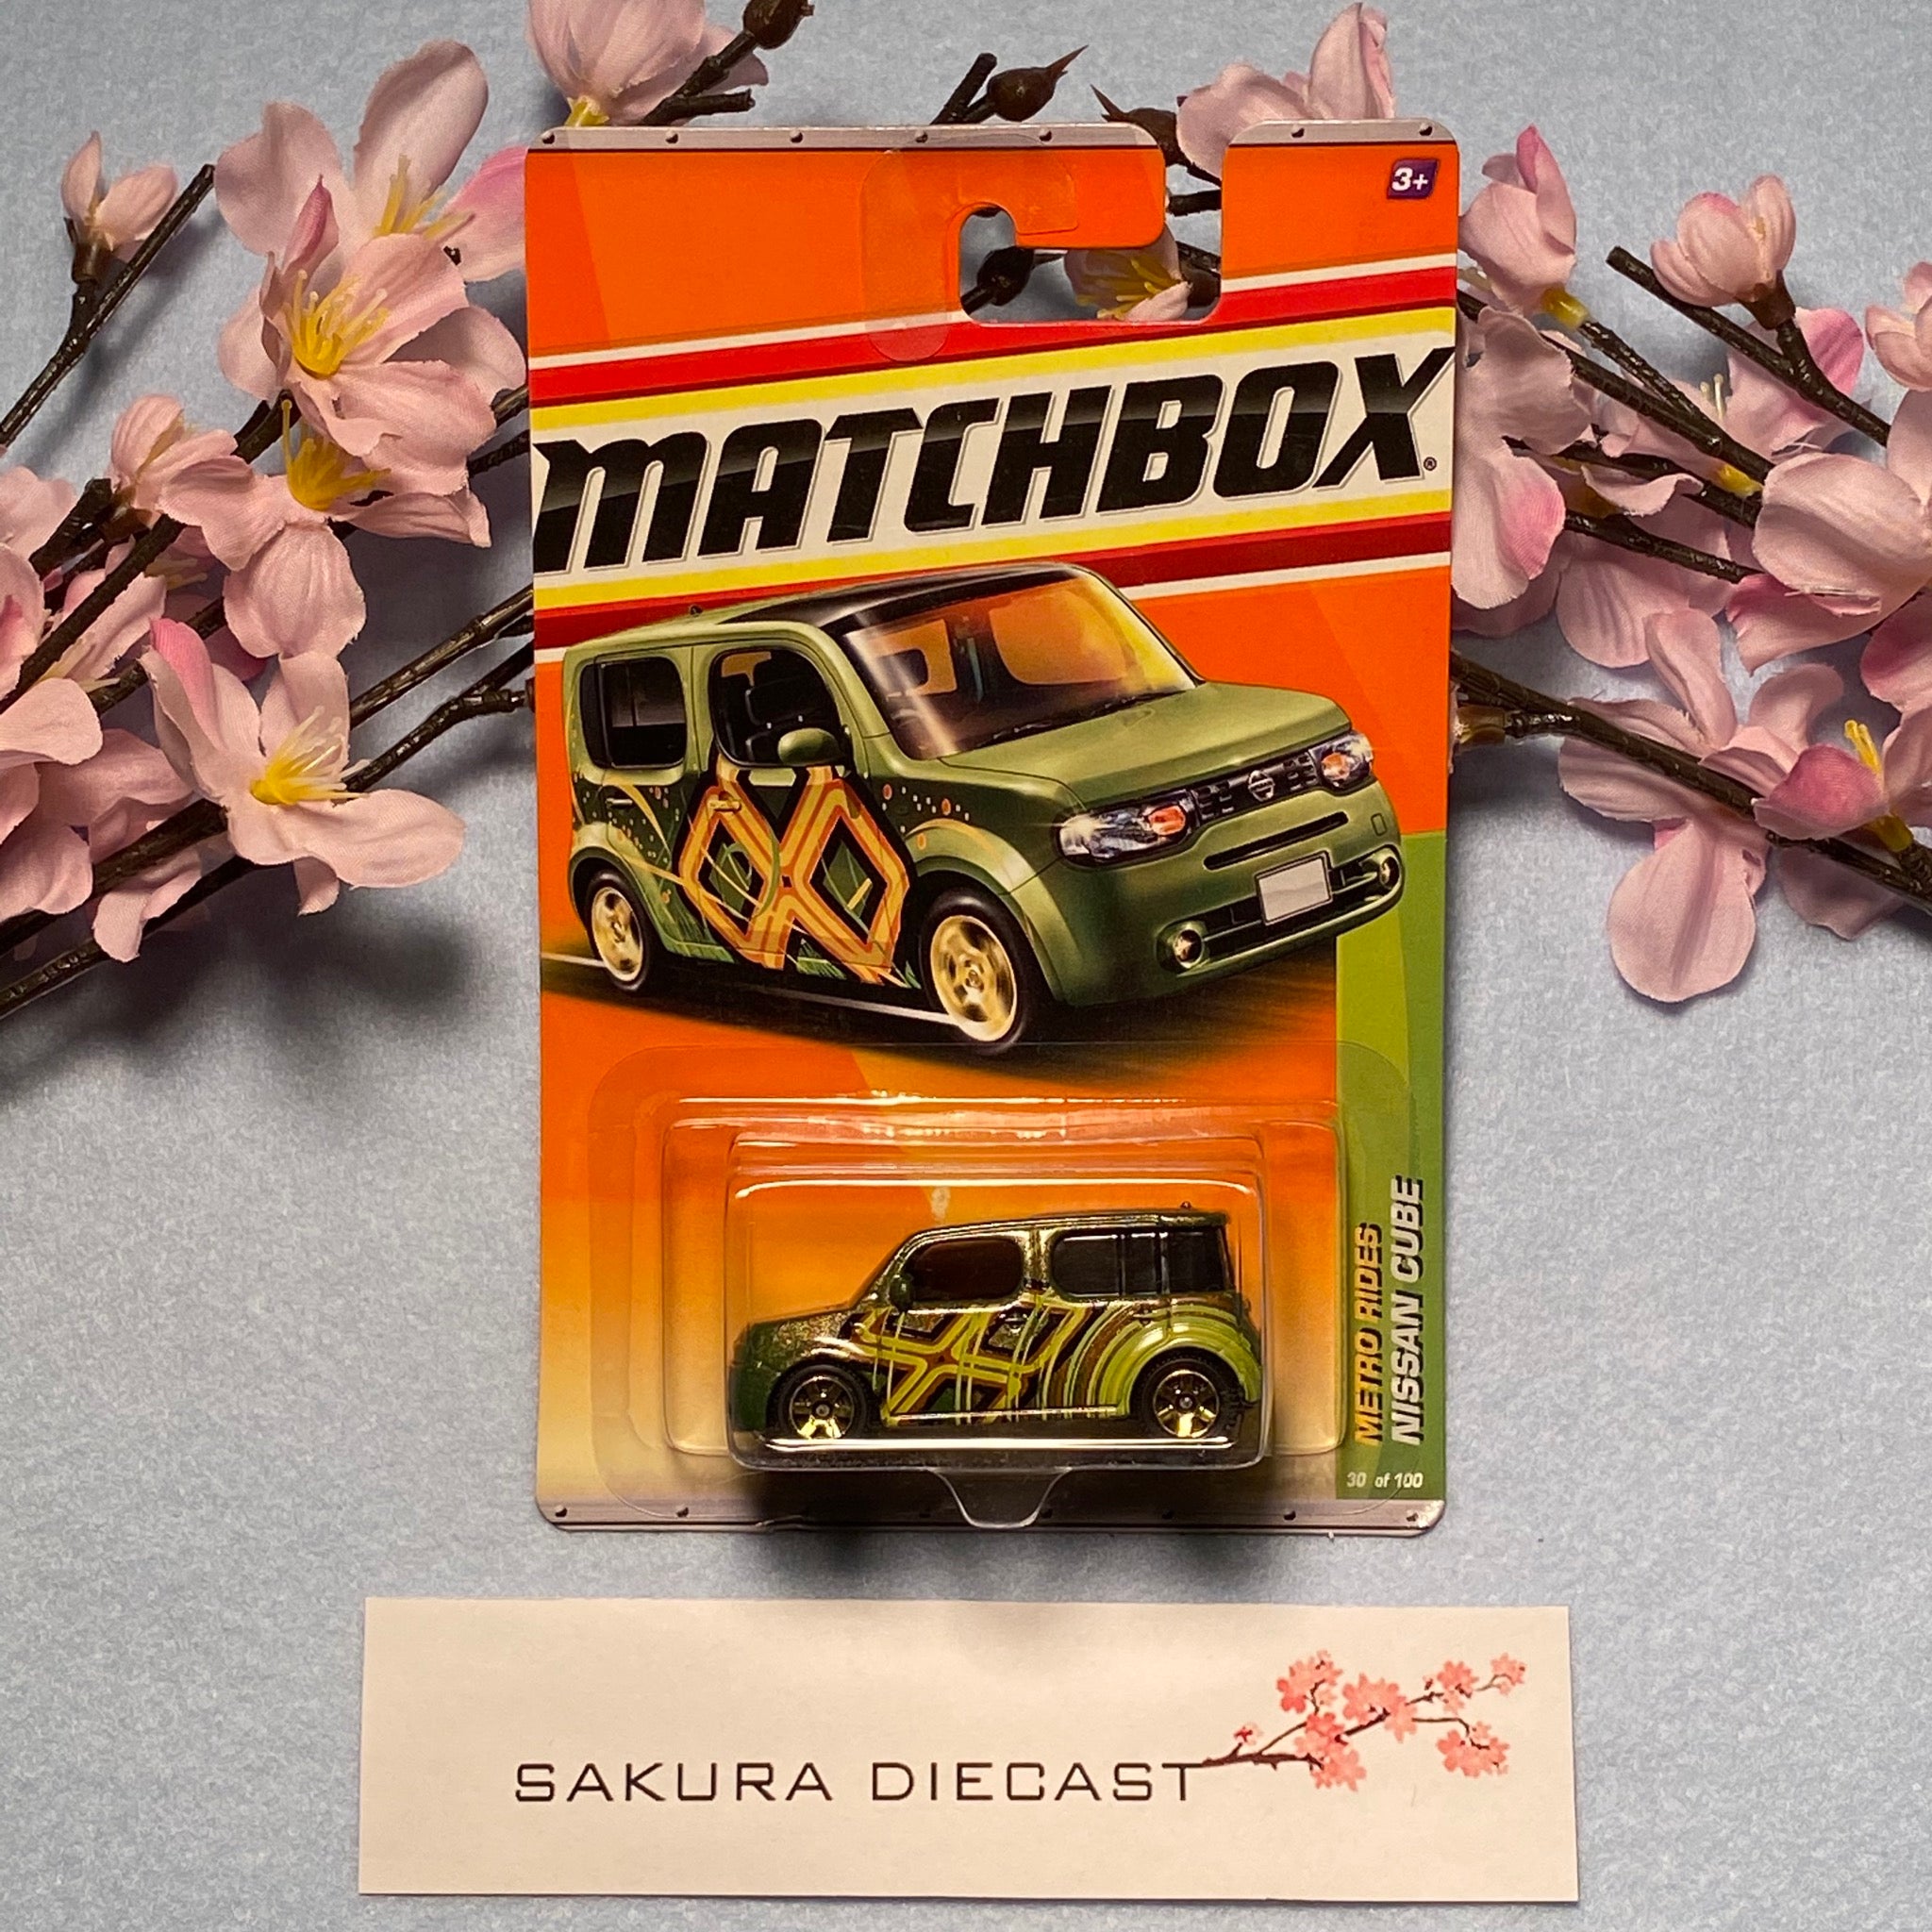 3+
MATCHBOX®
METRO RIDES
NISSAN CUBE
30 of 100
SAKURA DIECAST